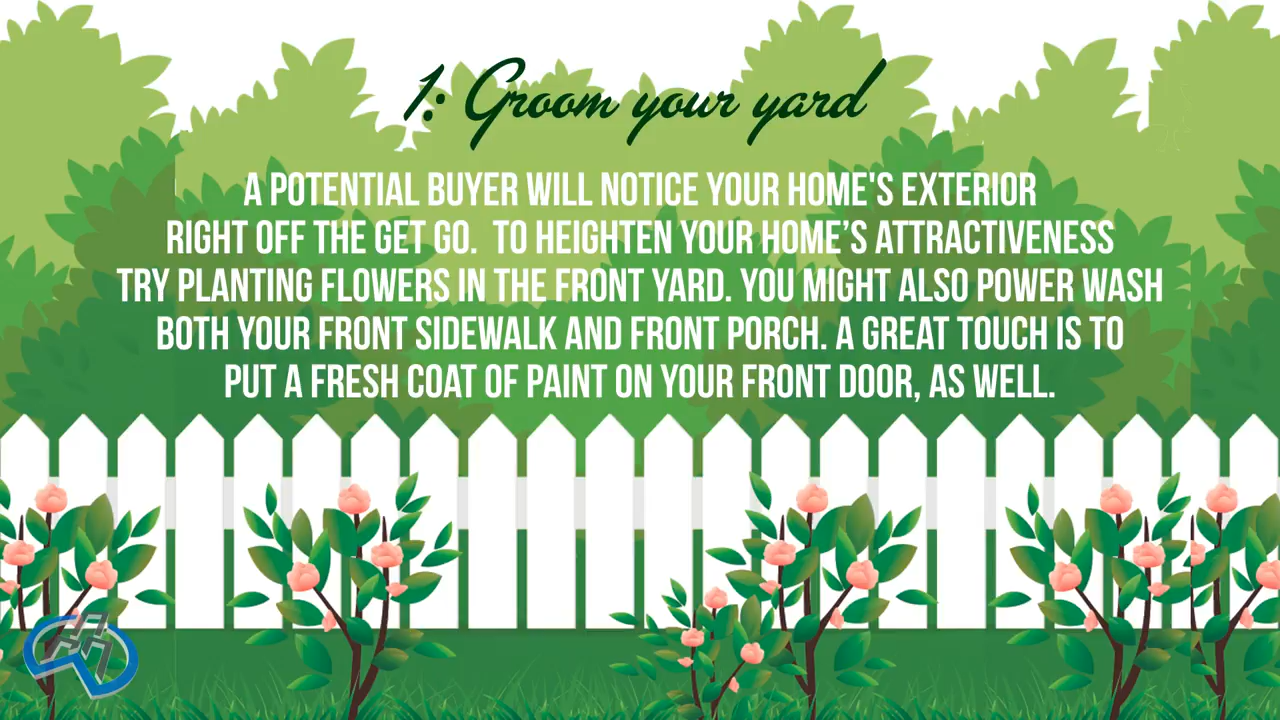 1: Groom your yard
A POTENTIAL BUYER WILL NOTICE YOUR HOME'S EXTERIOR
RIGHT OFF THE GET GO. TO HEIGHTEN YOUR HOME’S ATTRACTIVENESS
TRY PLANTING FLOWERS IN THE FRONT YARD. YOU MIGHT ALSO POWER WASH
BOTH YOUR FRONT SIDEWALK AND FRONT PORCH. A GREAT TOUCH IS TO
PUT A FRESH COAT OF PAINT ON YOUR FRONT DOOR, AS WELL.